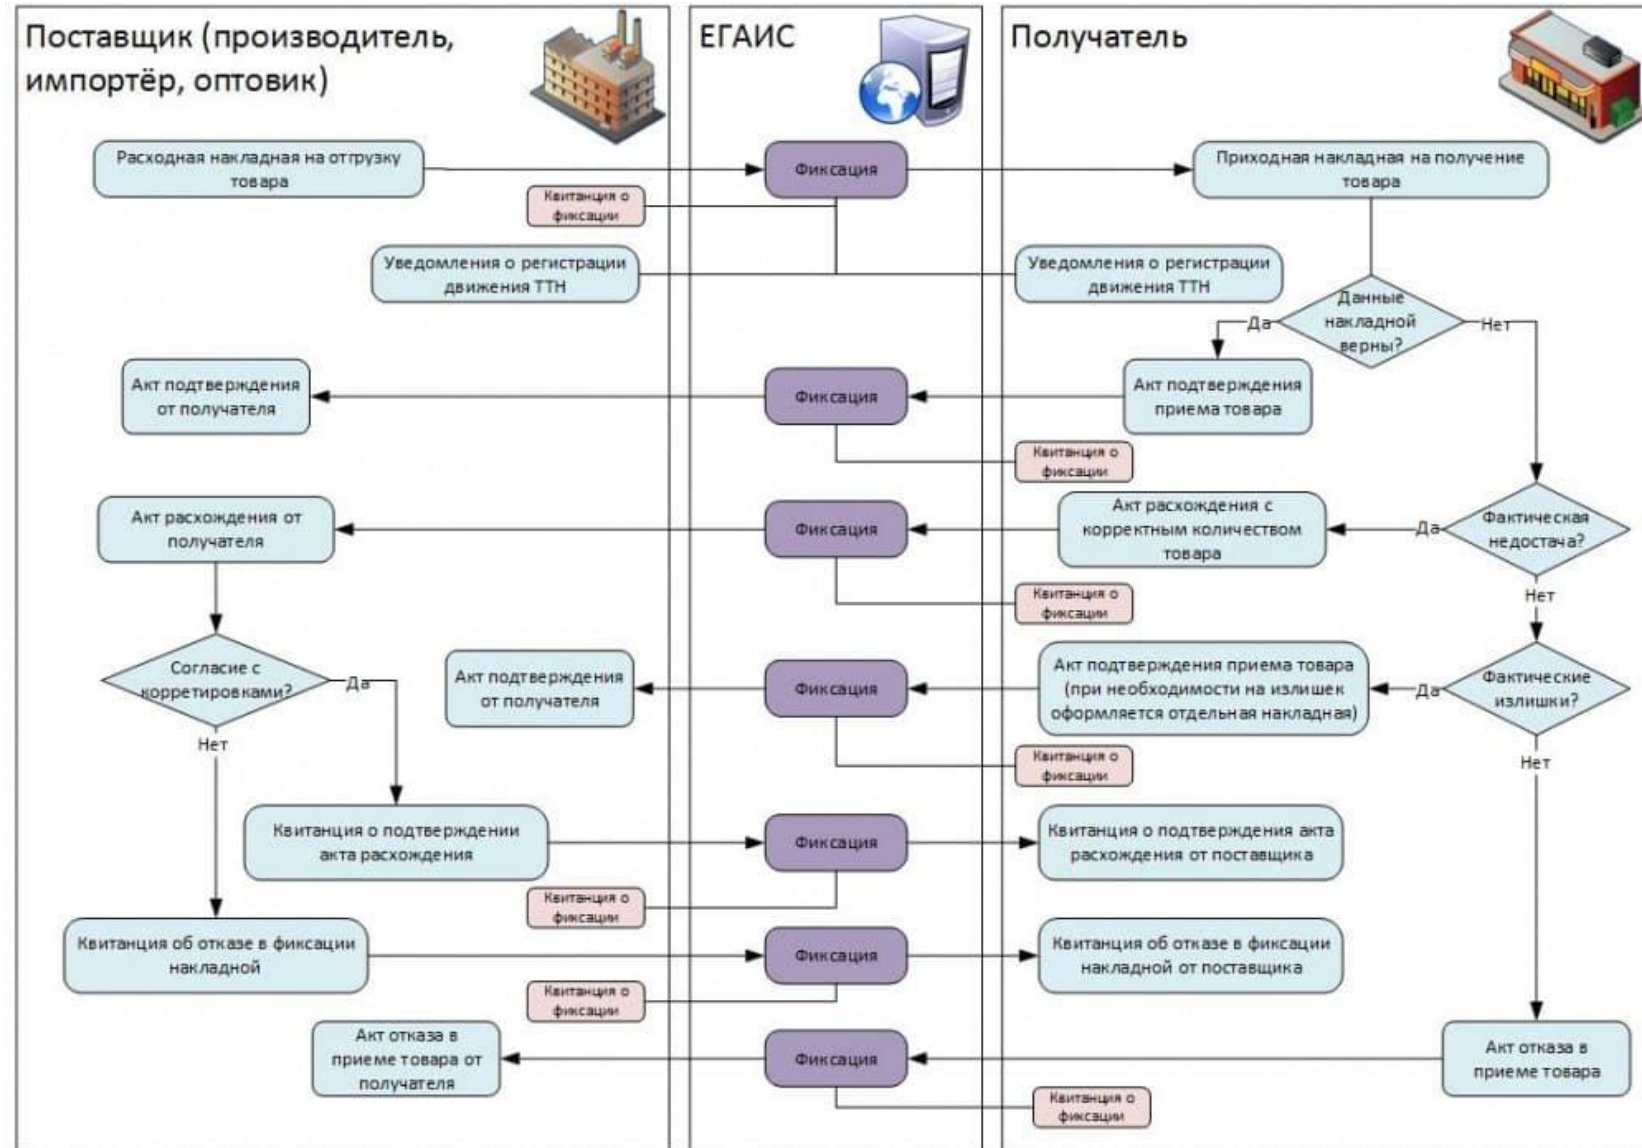 Поставщик (производитель,
импортёр, оптовик)
ЕГАИС
Получатель
Расходная накладная на отгрузку
товара
Фиксация
Приходная накладная на получение
товара
Квитанция о
фиксации
Уведомления о регистрации
движения ТТН
Уведомления о регистрации
движения ТТН
Данные
накладной
верны?
Да
Нет
Акт подтверждения
от получателя
Фиксация
Акт подтверждения
приема товара
Квитанция о
фиксации
Акт расхождения от
получателя
Фиксация
Акт расхождения с
корректным количеством
товара
Да
Фактическая
недостача?
Квитанция о
фиксации
Нет
Согласие с
корретировками?
Да
Нет
Акт подтверждения
от получателя
Фиксация
Акт подтверждения приема товара
(при необходимости на излишек
оформляется отдельная накладная)
Да
Фактические
излишки?
Квитанция о
фиксации
Нет
Квитанция о подтверждении
акта расхождения
Фиксация
Квитанция о подтверждения акта
расхождения от поставщика
Квитанция о
фиксации
Квитанция об отказе в фиксации
накладной
Фиксация
Квитанция об отказе в фиксации
накладной от поставщика
Квитанция о
фиксации
Акт отказа в
приеме товара от
получателя
Фиксация
Акт отказа в
приеме товара
Квитанция о
фиксации